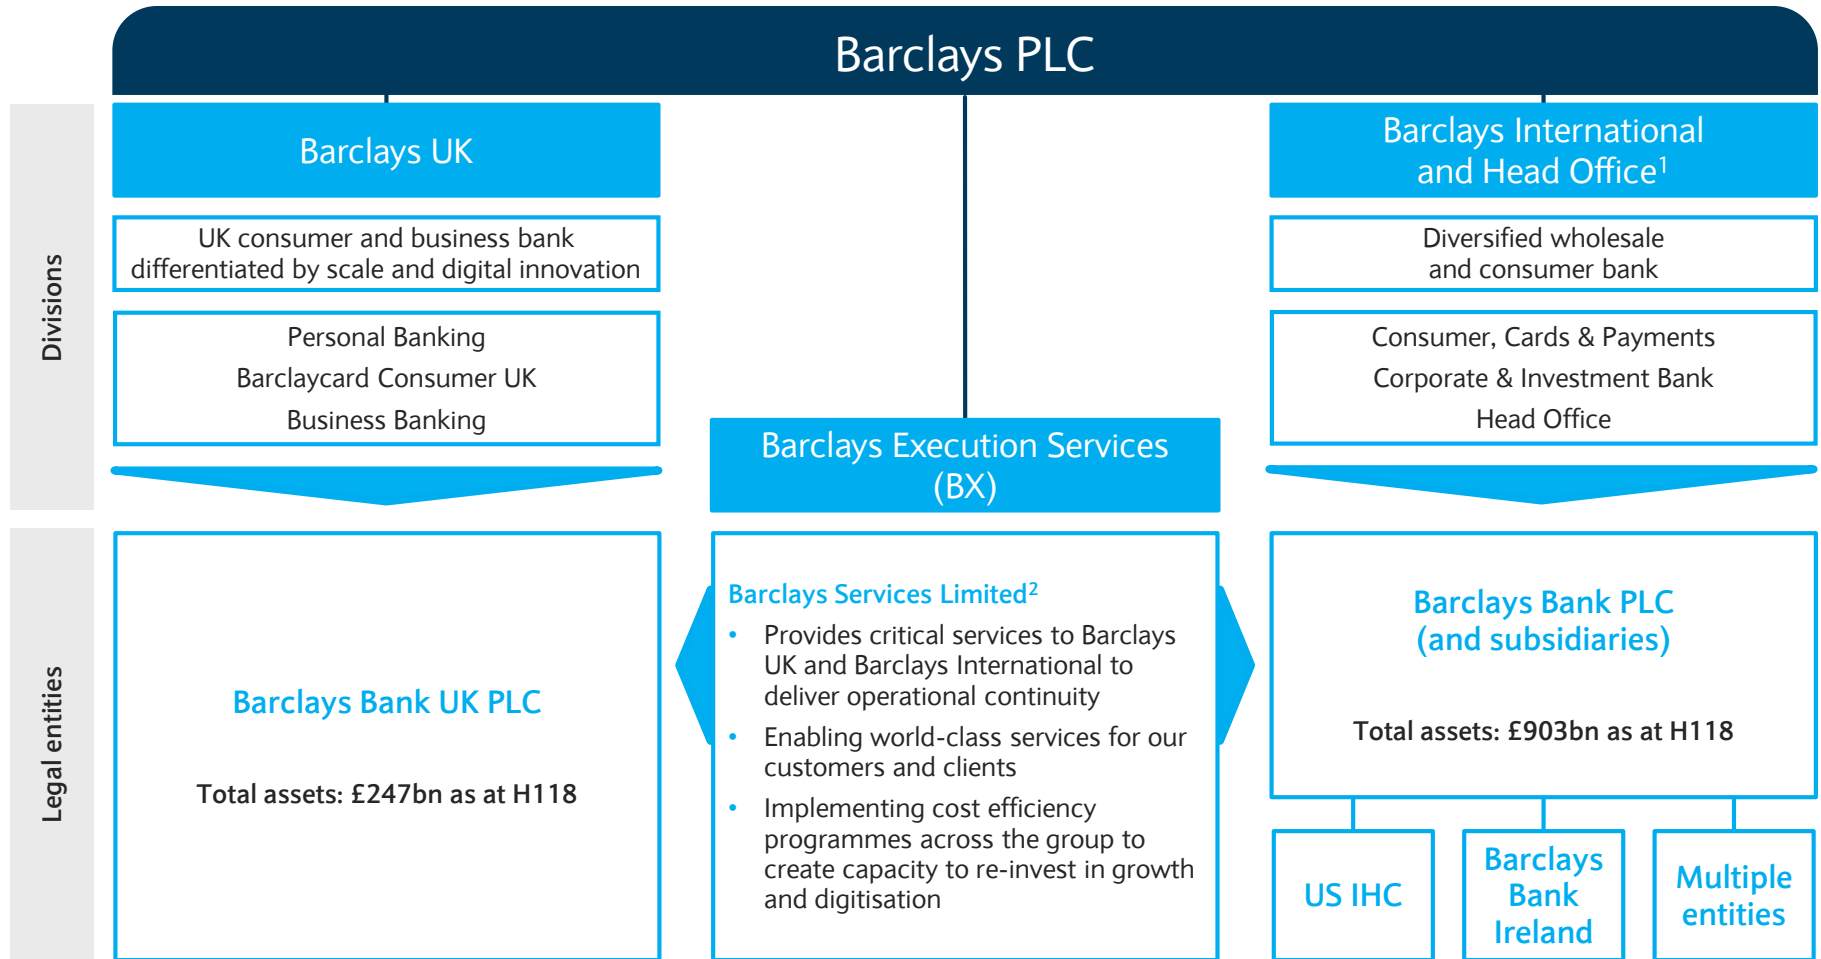 Barclays PLC
Divisions
Barclays UK
UK consumer and business bank
differentiated by scale and digital innovation
Personal Banking
Barclaycard Consumer UK
Business Banking
Barclays International
and Head Office¹
Diversified wholesale
and consumer bank
Consumer, Cards & Payments
Corporate & Investment Bank
Head Office
Barclays Execution Services
(BX)
Legal entities
Barclays Bank UK PLC
Total assets: £247bn as at H118
Barclays Services Limited²
• Provides critical services to Barclays
UK and Barclays International to
deliver operational continuity
• Enabling world-class services for our
customers and clients
• Implementing cost efficiency
programmes across the group to
create capacity to re-invest in growth
and digitisation
Barclays Bank PLC
(and subsidiaries)
Total assets: £903bn as at H118
US IHC
Barclays
Bank
Ireland
Multiple
entities